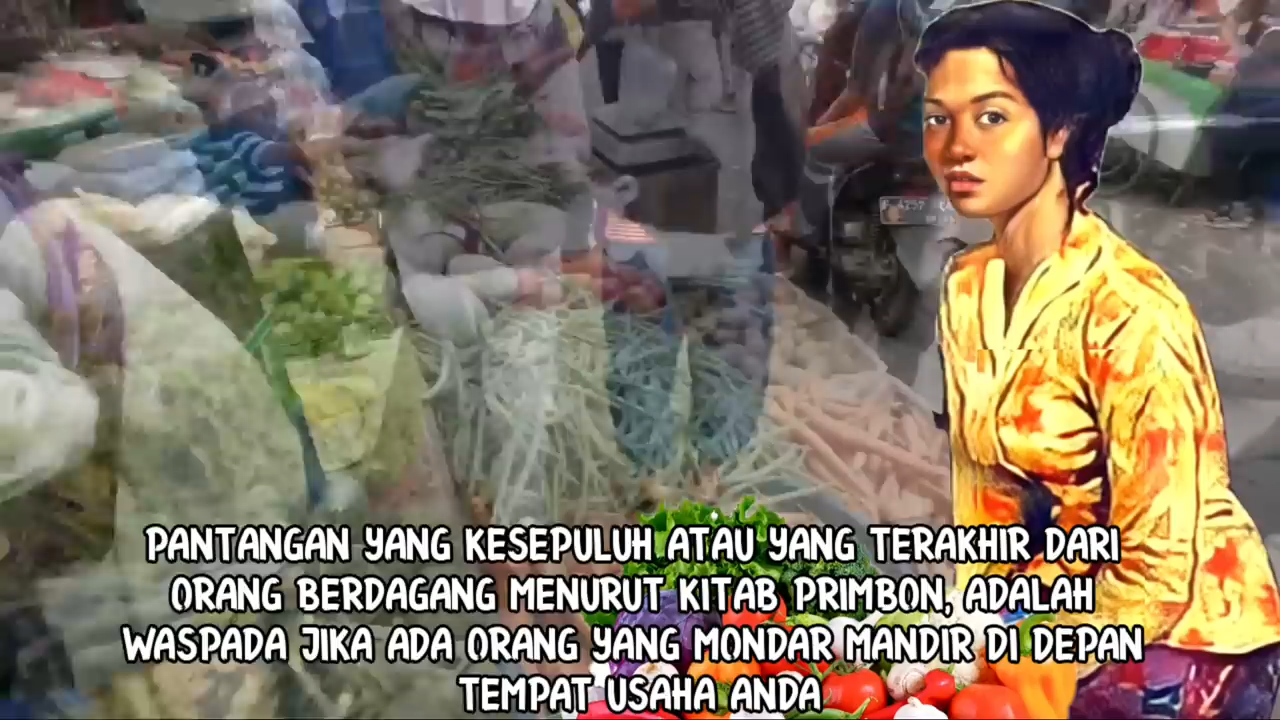 PANTANGAN YANG KESEPULUH ATAU YANG TERAKHIR DARI
ORANG BERDAGANG MENURUT KITAB PRIMBON, ADALAH
WASPADA JIKA ADA ORANG YANG MONDAR MANDIR DI DEPAN
TEMPAT USAHA ANDA